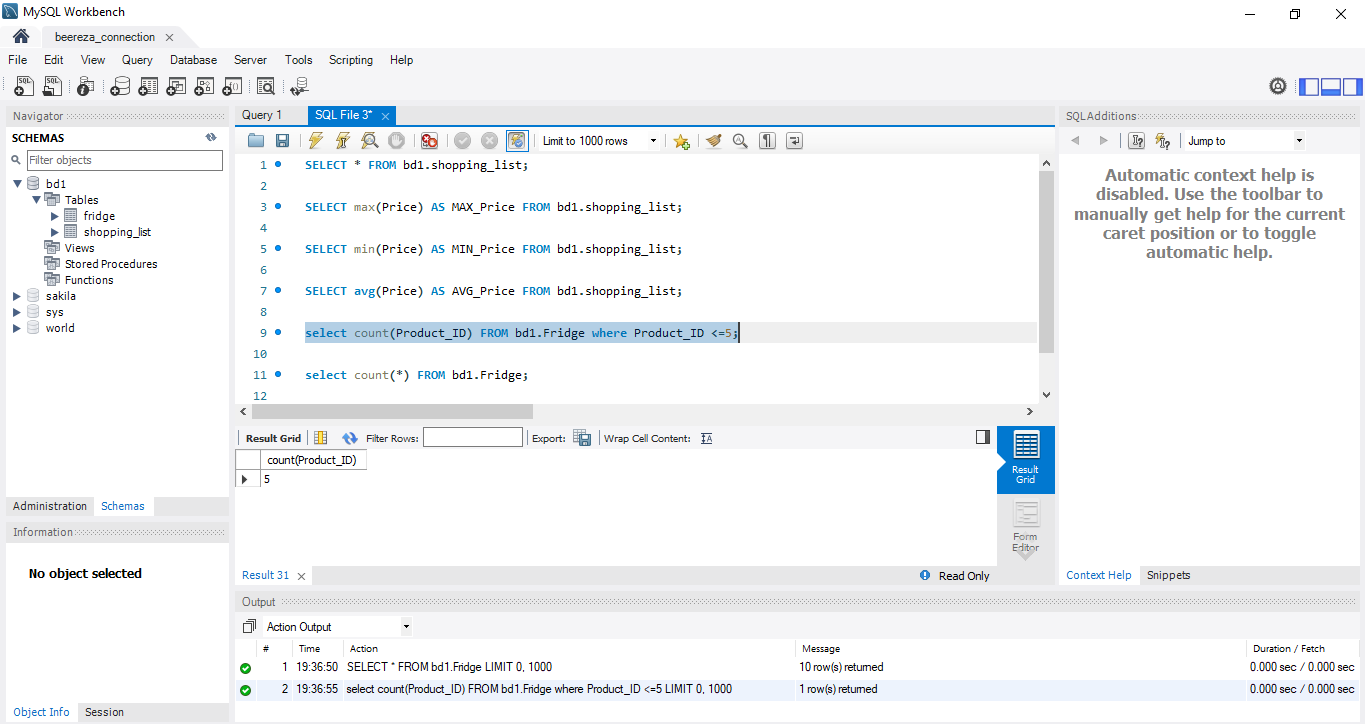 MySQL Workbench
beereza_connection
File Edit View Query Database Server Tools Scripting Help
Navigator
SCHEMAS
Filter objects
bd1
Tables
fridge
shopping_list
Views
Stored Procedures
Functions
sakila
sys
world
Administration Schemas
Information
No object selected
Object Info Session
Query 1 SQL File 3*
Limit to 1000 rows
1 SELECT * FROM bd1.shopping_list;
2
3 SELECT max(Price) AS MAX_Price FROM bd1.shopping_list;
4
5 SELECT min(Price) AS MIN_Price FROM bd1.shopping_list;
6
7 SELECT avg(Price) AS AVG_Price FROM bd1.shopping_list;
8
9 select count(Product_ID) FROM bd1.Fridge where Product_ID <=5;
10
11 select count(*) FROM bd1.Fridge;
12
Result Grid Filter Rows: Export: Wrap Cell Content:
count(Product_ID)
5
Result Grid
Form Editor
Result 31 Read Only
SQLAdditions
Jump to
Automatic context help is
disabled. Use the toolbar to
manually get help for the current
caret position or to toggle
automatic help.
Context Help Snippets
Output
Action Output
# Time Action Message Duration / Fetch
1 19:36:50 SELECT * FROM bd1.Fridge LIMIT 0, 1000 10 row(s) returned 0.000 sec / 0.000 sec
2 19:36:55 select count(Product_ID) FROM bd1.Fridge where Product_ID <=5 LIMIT 0, 1000 1 row(s) returned 0.000 sec / 0.000 sec